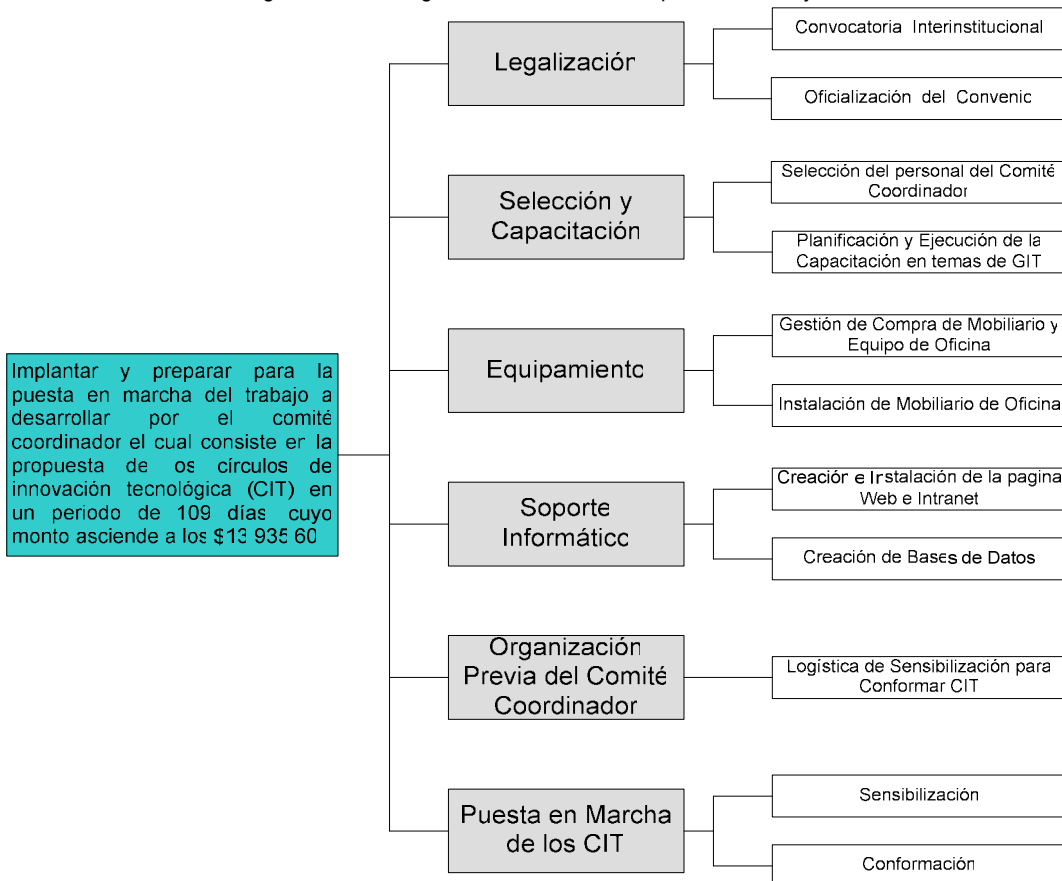 Legalización
Convocatoria Interinstitucional
Oficialización del Convenio
Selección y
Capacitación
Selección del personal del Comité
Coordinador
Planificación y Ejecución de la
Capacitación en temas de GIT
Implantar y preparar para la
puesta en marcha del trabajo a
desarrollar por el comité
coordinador el cual consiste en la
propuesta de os círculos de
innovación tecnológica (CIT) en
un periodo de 109 días cuyo
monto asciende a los $13 935 60
Equipamiento
Gestión de Compra de Mobiliario y
Equipo de Oficina
Instalación de Mobiliario de Oficina
Soporte
Informático
Creación e Instalación de la pagina
Web e Intranet
Creación de Bases de Datos
Organización
Previa del Comité
Coordinador
Logística de Sensibilización para
Conformar CIT
Puesta en Marcha
de los CIT
Sensibilización
Conformación